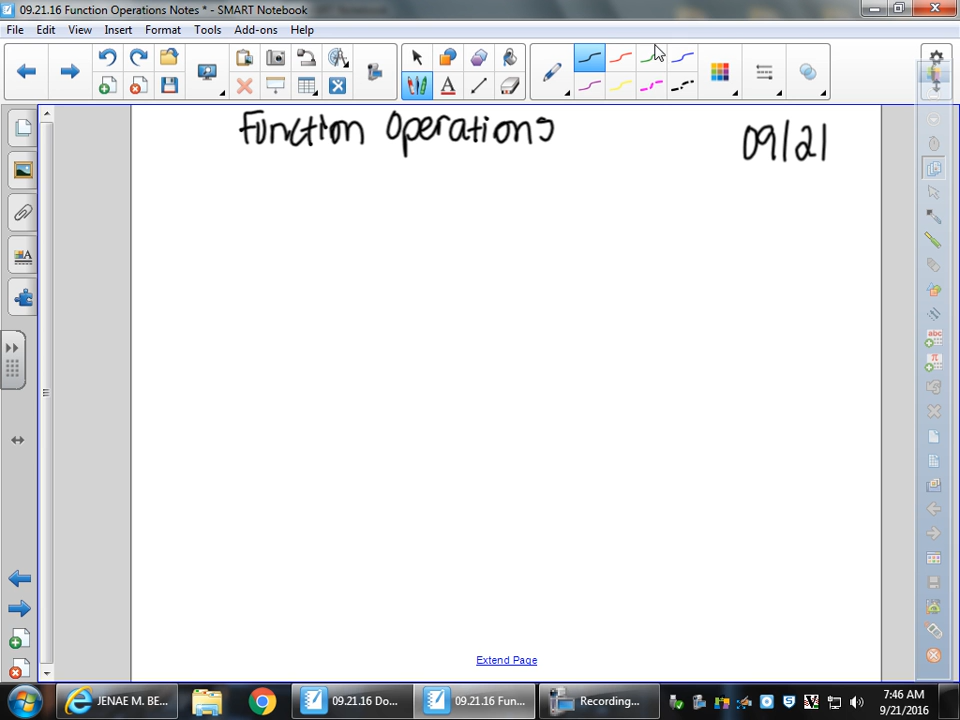 09.21.16 Function Operations Notes * - SMART Notebook
File Edit View Insert Format Tools Add-ons Help
Function Operations 09/21
Extend Page
JENAE M. BE... 09.21.16 Do... 09.21.16 Fun... Recording... 7:46 AM
9/21/2016